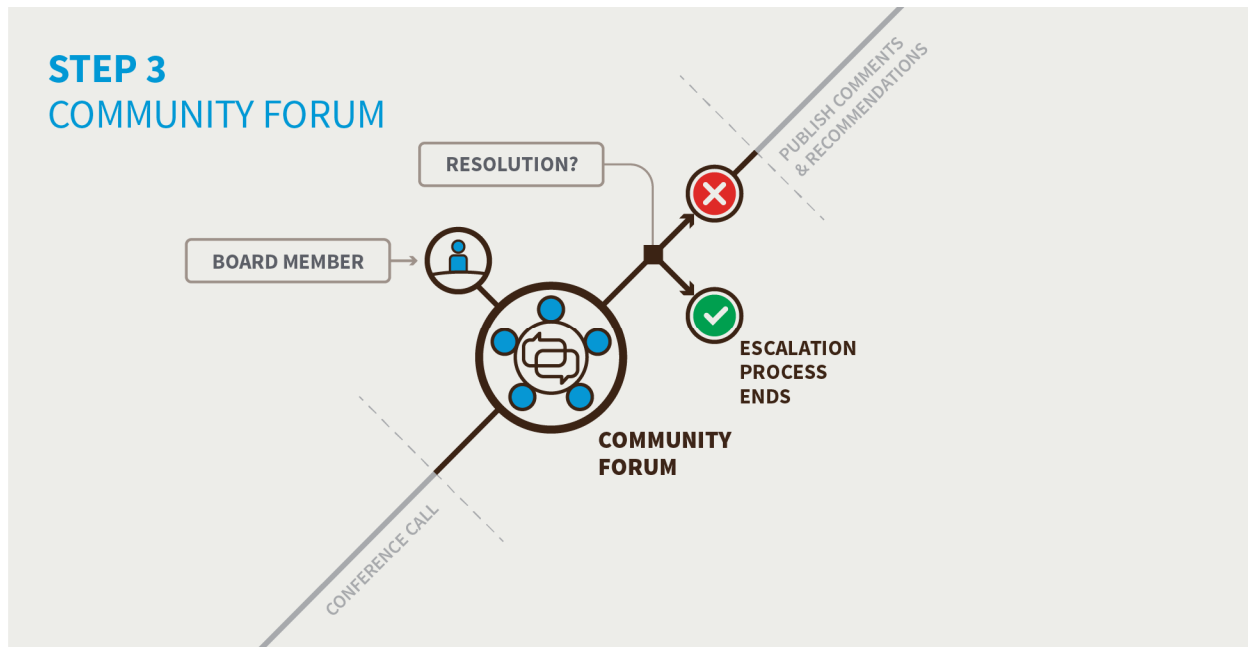 STEP 3
COMMUNITY FORUM
PUBLISH COMMENTS
& RECOMMENDATIONS
RESOLUTION?
BOARD MEMBER
ESCALATION
PROCESS
ENDS
COMMUNITY
FORUM
CONFERENCE CALL